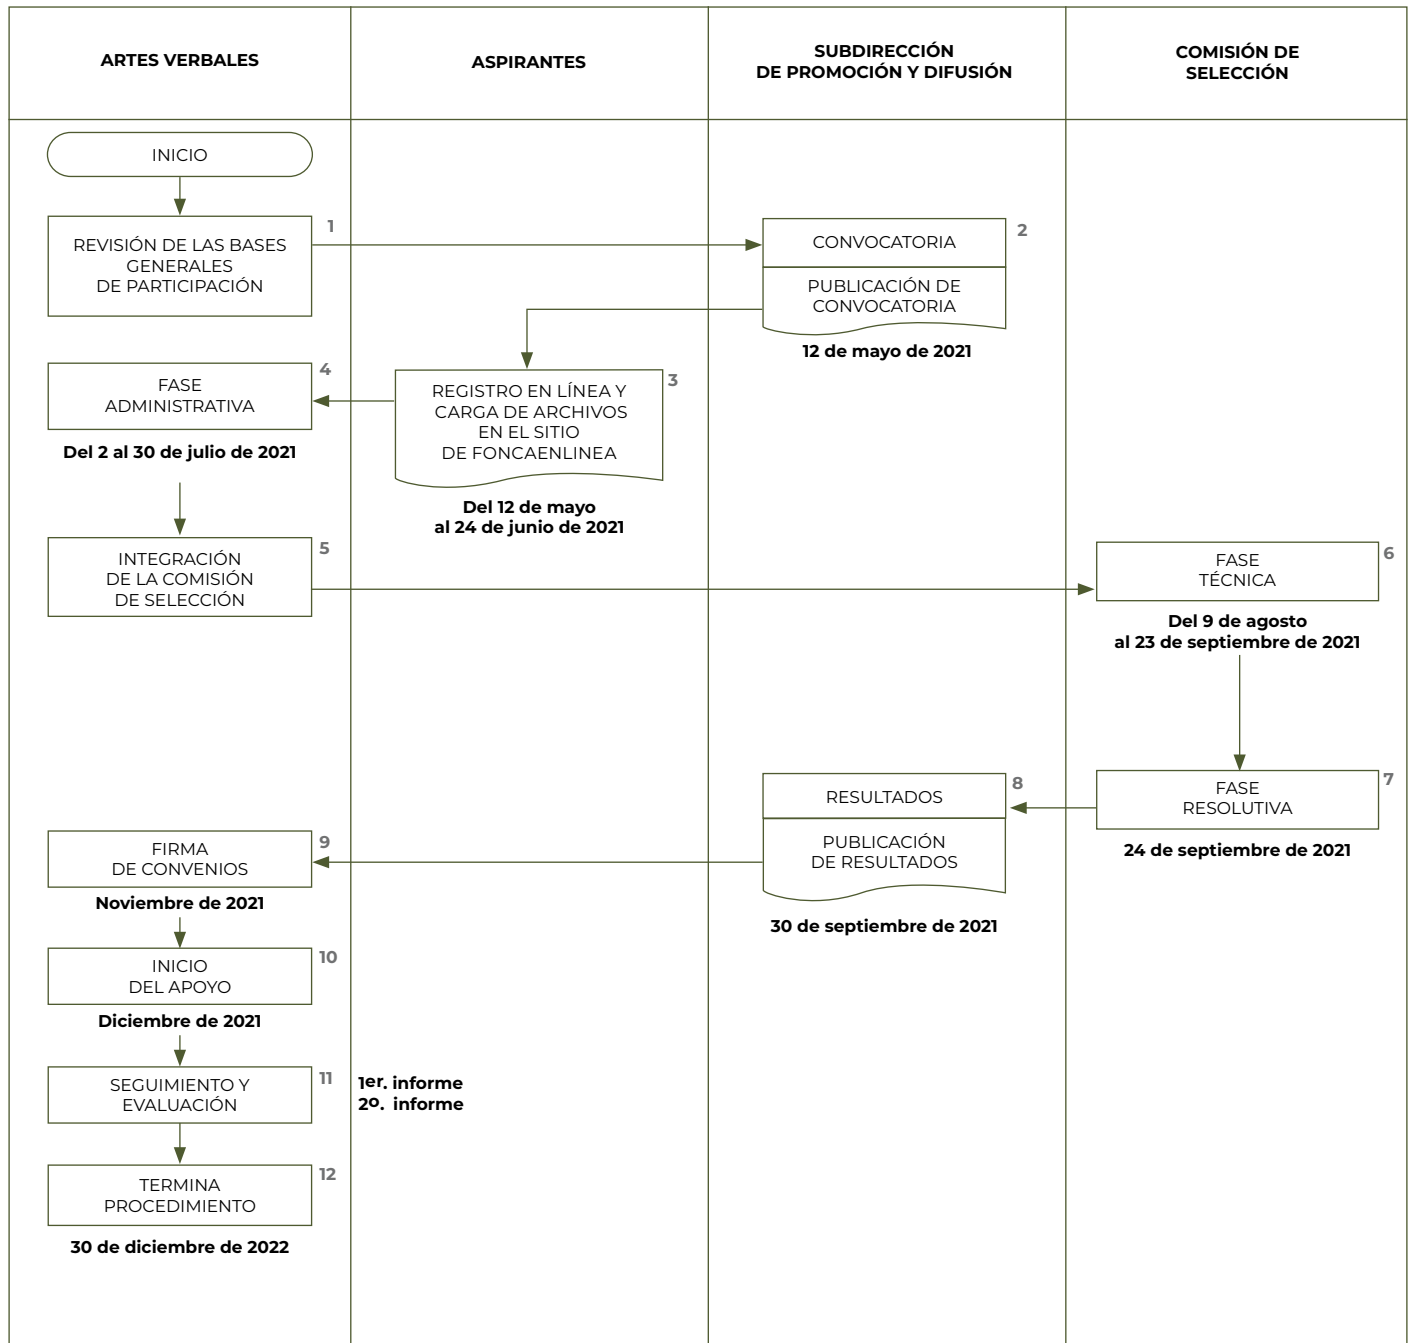 ARTES VERBALES
ASPIRANTES
SUBDIRECCIÓN
DE PROMOCIÓN Y DIFUSIÓN
COMISIÓN DE
SELECCIÓN
INICIO
1
REVISIÓN DE LAS BASES
GENERALES
DE PARTICIPACIÓN
2
CONVOCATORIA
PUBLICACIÓN DE
CONVOCATORIA
12 de mayo de 2021
3
REGISTRO EN LÍNEA Y
CARGA DE ARCHIVOS
EN EL SITIO
DE FONCAENLINEA
Del 12 de mayo
al 24 de junio de 2021
4
FASE
ADMINISTRATIVA
Del 2 al 30 de julio de 2021
5
INTEGRACIÓN
DE LA COMISIÓN
DE SELECCIÓN
6
FASE
TÉCNICA
Del 9 de agosto
al 23 de septiembre de 2021
7
FASE
RESOLUTIVA
24 de septiembre de 2021
8
RESULTADOS
PUBLICACIÓN
DE RESULTADOS
30 de septiembre de 2021
9
FIRMA
DE CONVENIOS
Noviembre de 2021
10
INICIO
DEL APOYO
Diciembre de 2021
11
SEGUIMIENTO Y
EVALUACIÓN
1er. informe
2º. informe
12
TERMINA
PROCEDIMIENTO
30 de diciembre de 2022